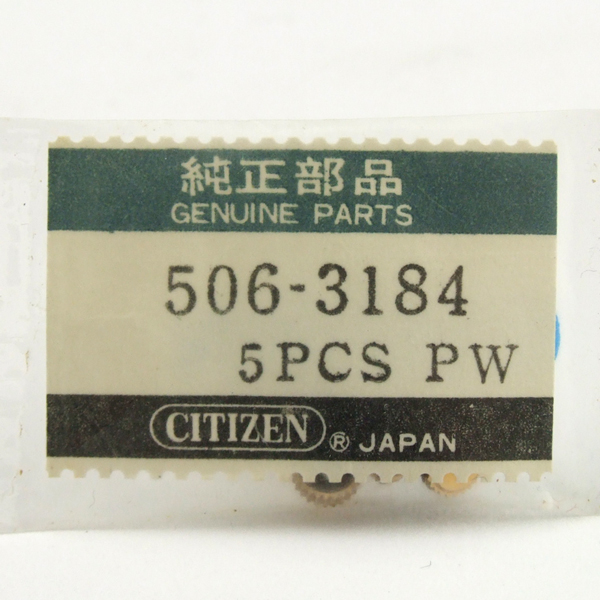 純正部品
GENUINE PARTS
506-3184
5PCS PW
CITIZEN ® JAPAN